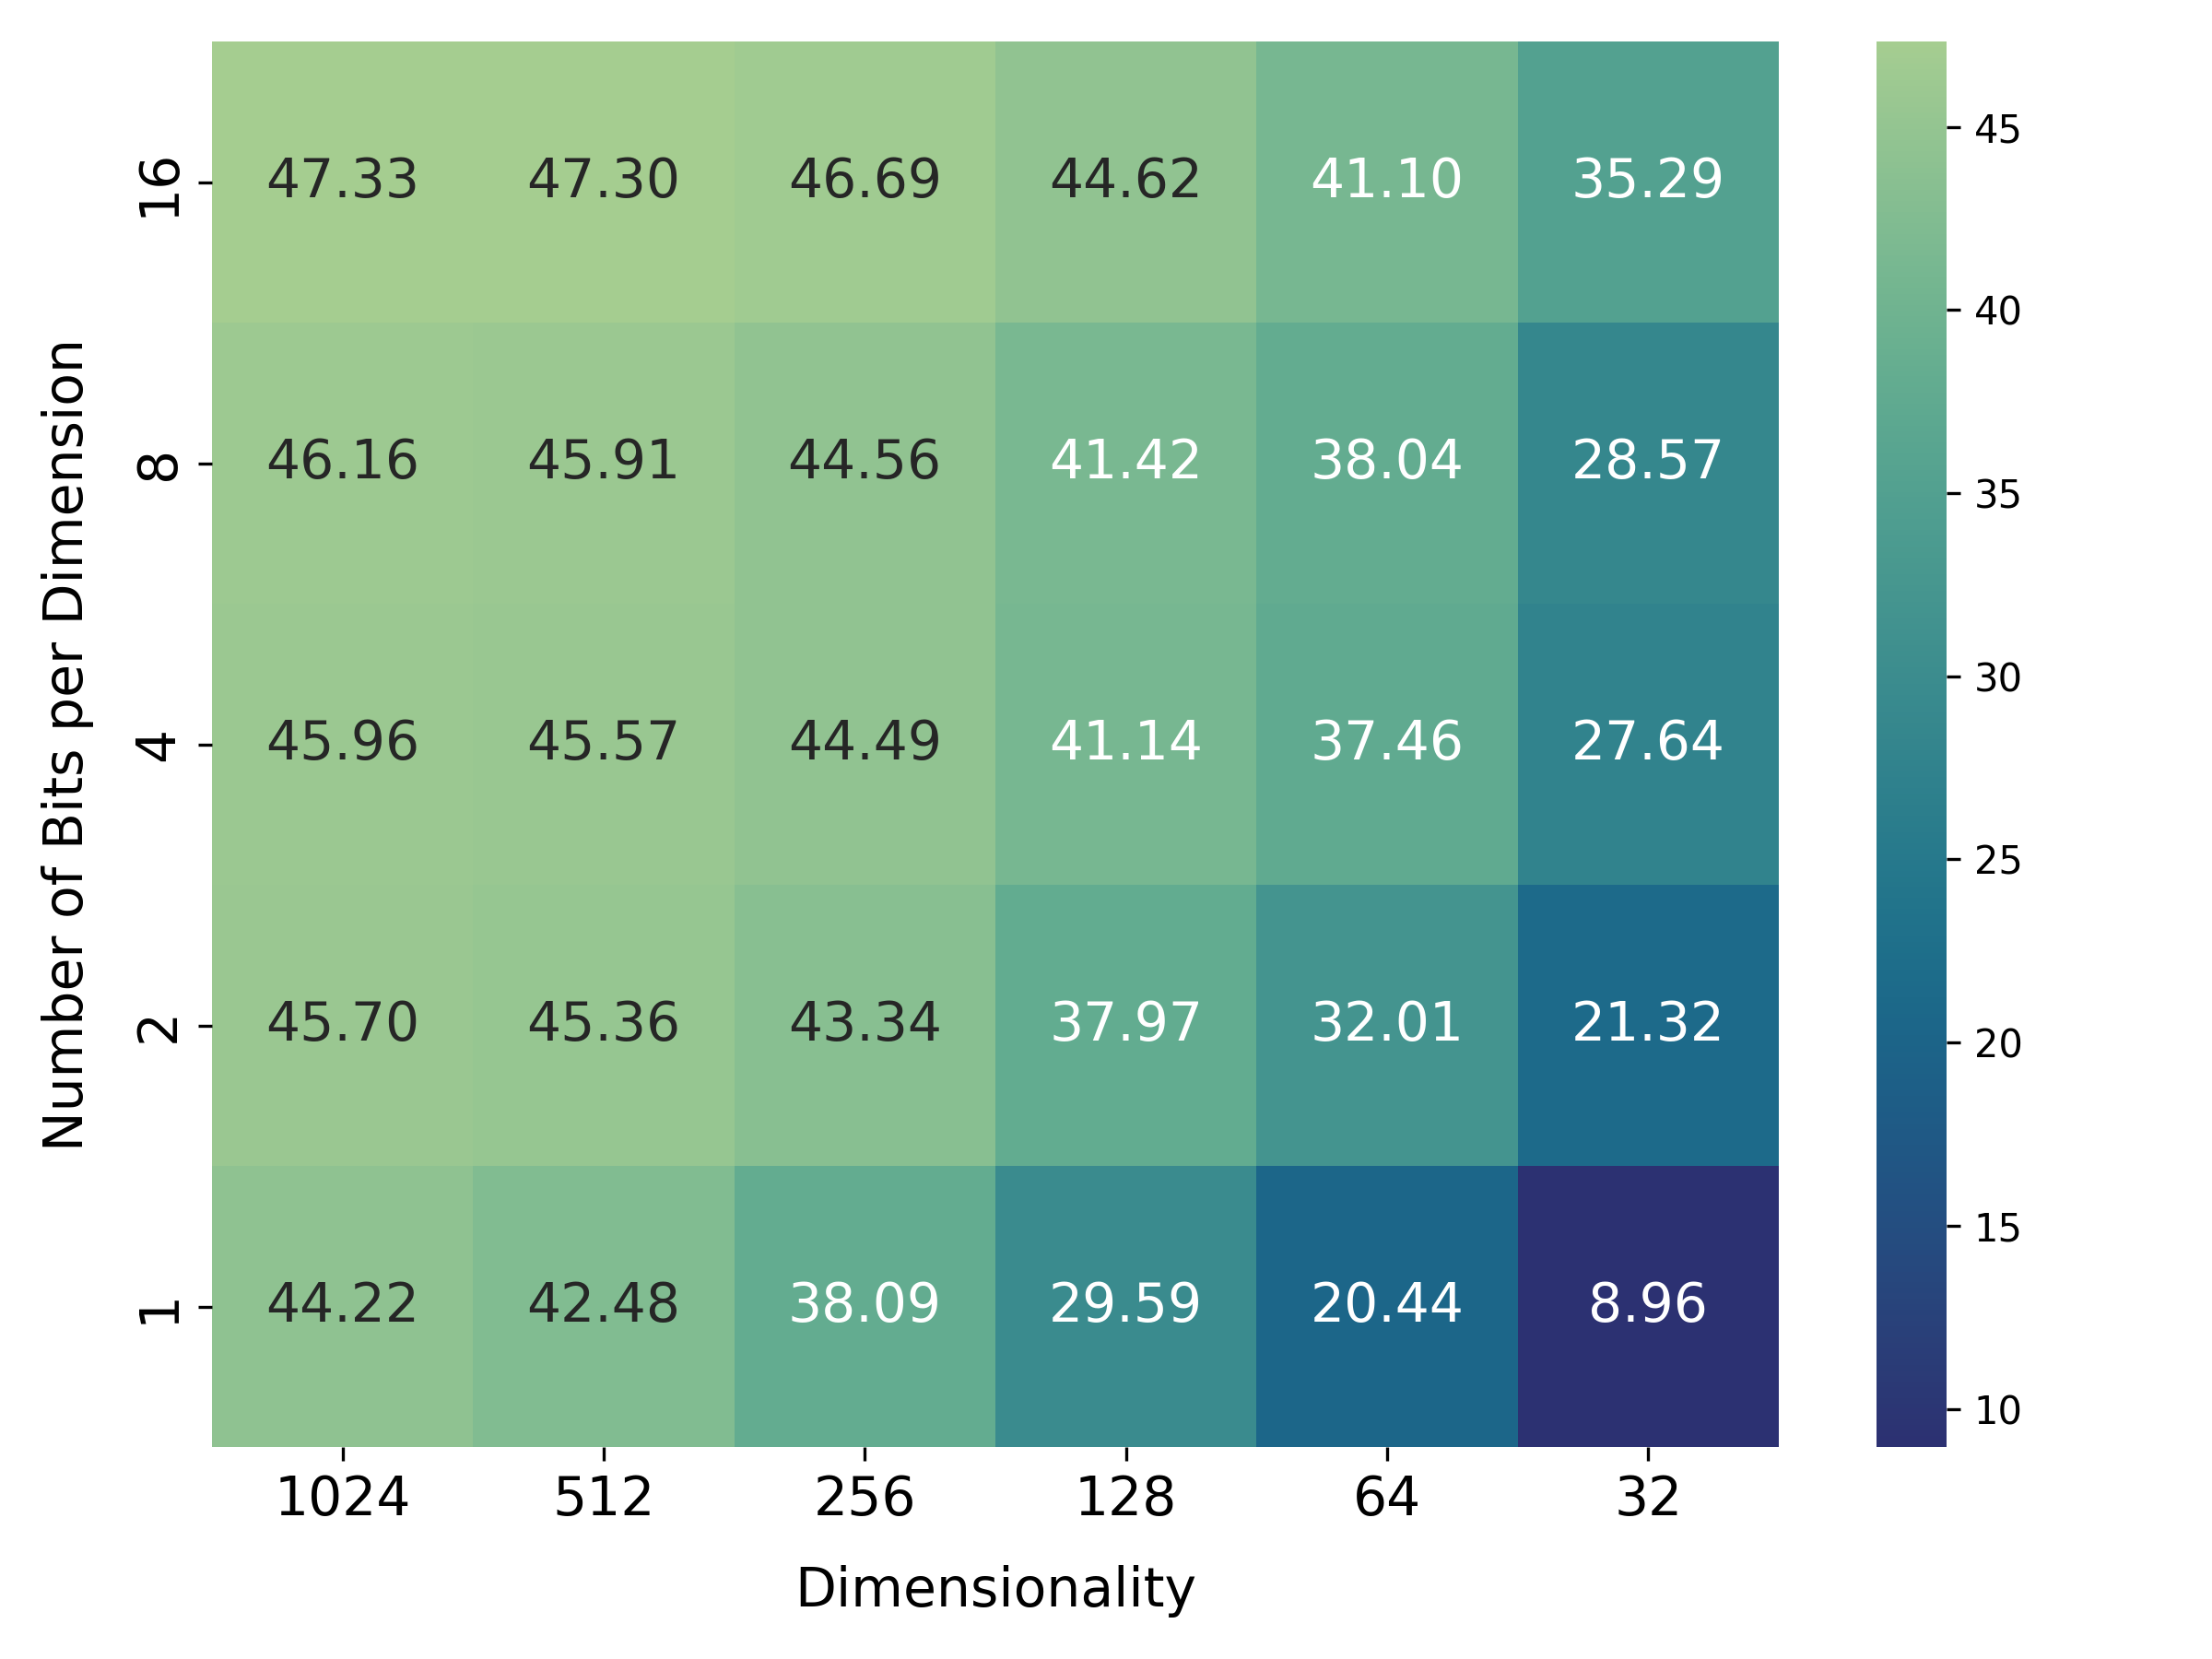 Number of Bits per Dimension
16 47.33 47.30 46.69 44.62 41.10 35.29
8 46.16 45.91 44.56 41.42 38.04 28.57
4 45.96 45.57 44.49 41.14 37.46 27.64
2 45.70 45.36 43.34 37.97 32.01 21.32
1 44.22 42.48 38.09 29.59 20.44 8.96
1024 512 256 128 64 32
Dimensionality
45
40
35
30
25
20
15
10